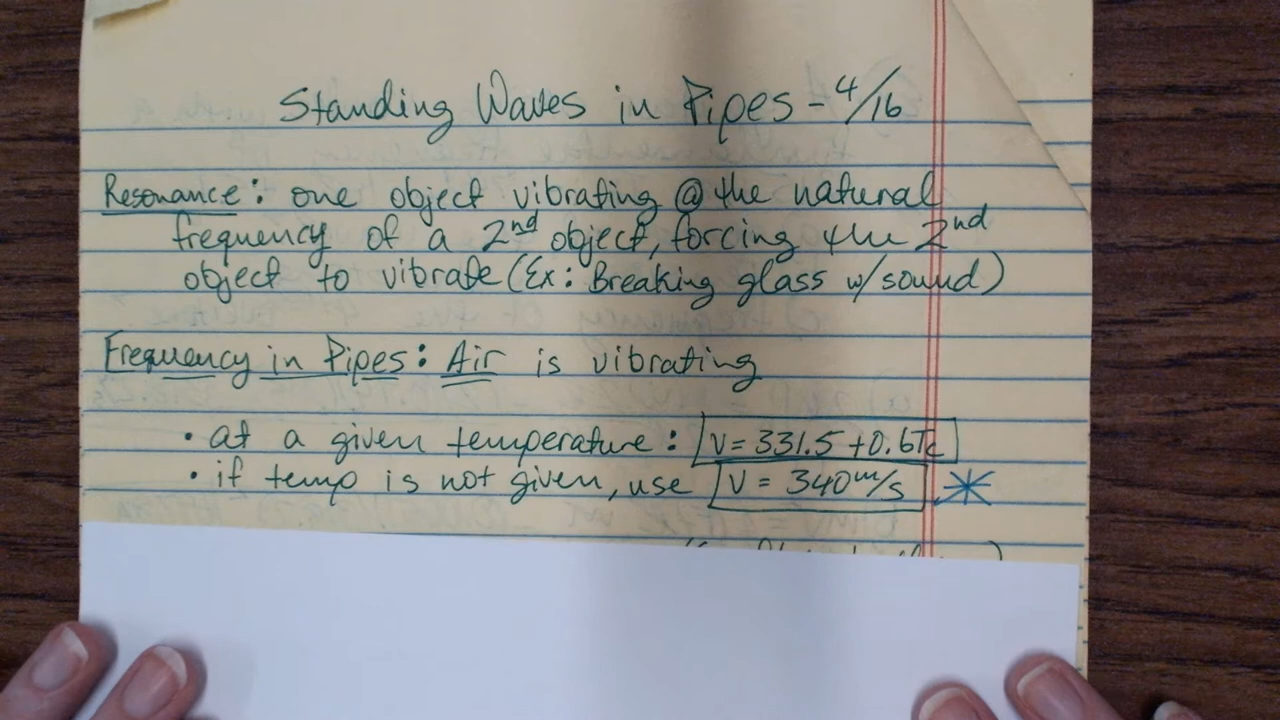 Standing Waves in Pipes - 4/16
Resonance: one object vibrating @ the natural
frequency of a 2nd object, forcing the 2nd
object to vibrate (Ex: Breaking glass w/sound)
Frequency in Pipes: Air is vibrating
• at a given temperature: V = 331.5 + 0.6Tc
• if temp is not given, use V = 340 m/s